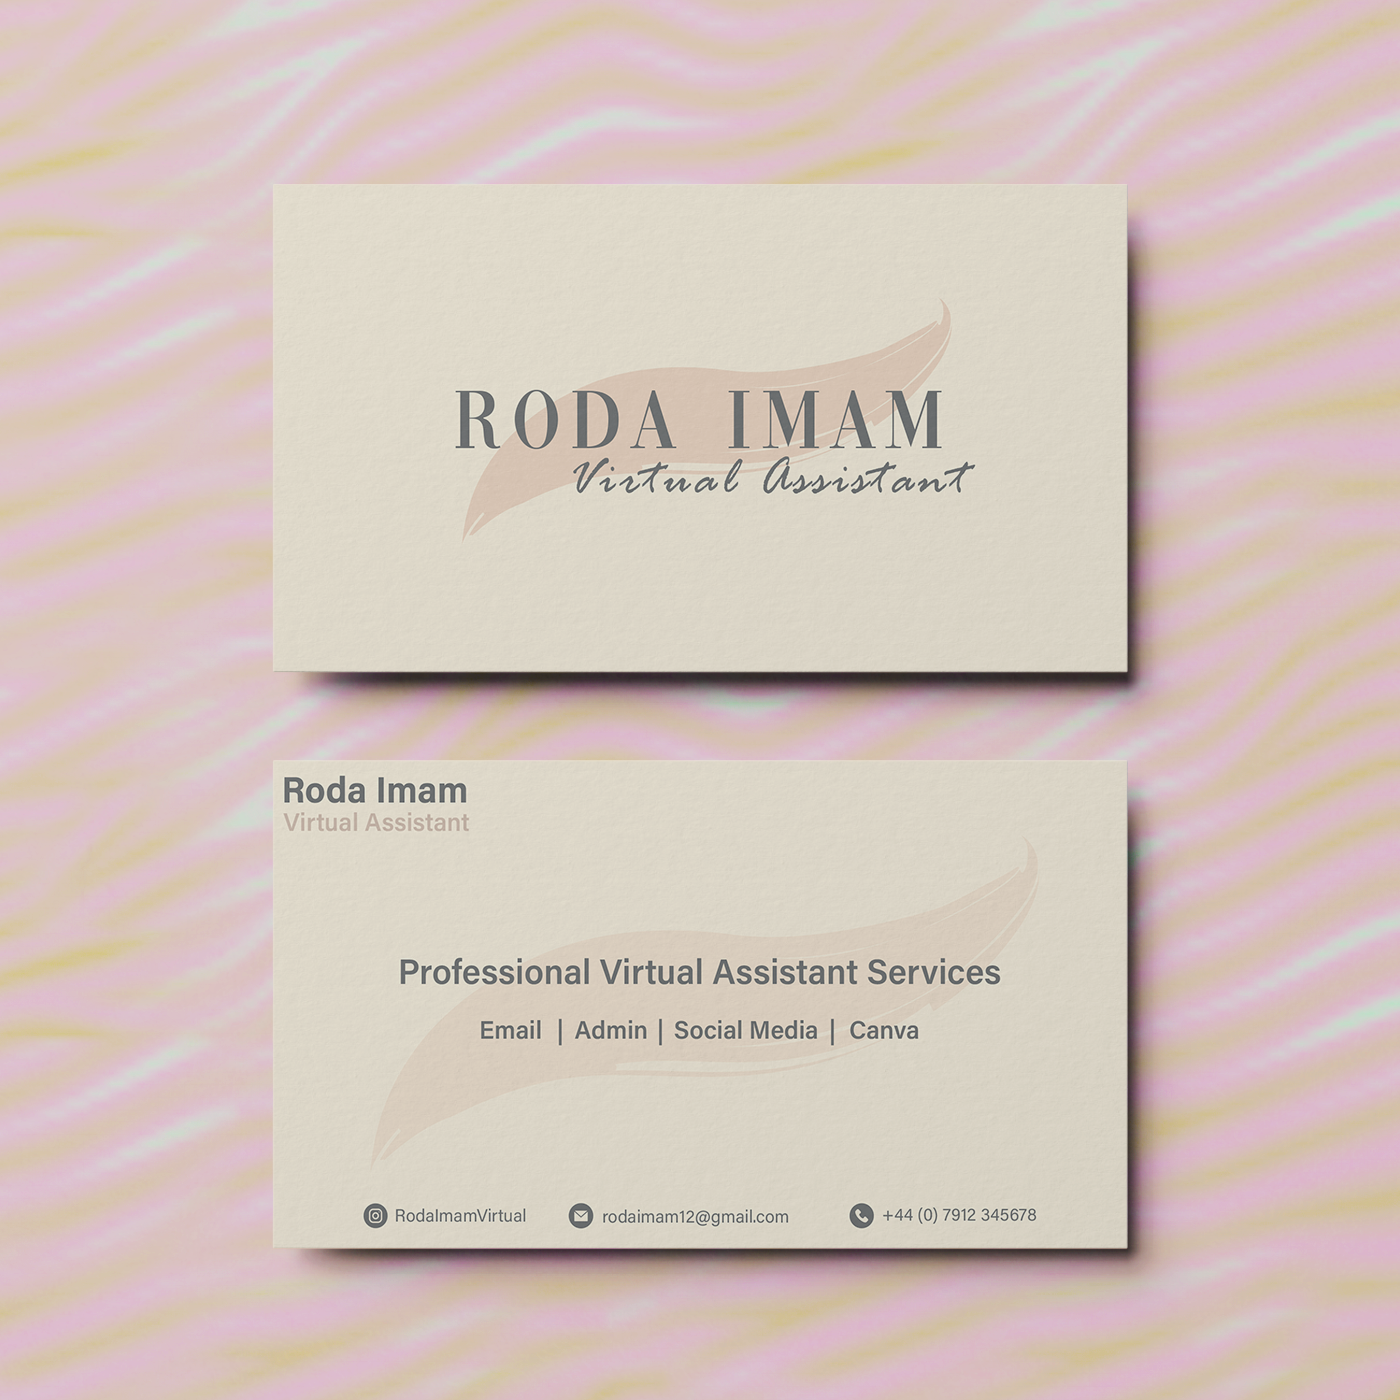 RODA IMAM
Virtual Assistant
Roda Imam
Virtual Assistant
Professional Virtual Assistant Services
Email | Admin | Social Media | Canva
RodaImamVirtual
rodaimam12@gmail.com
+44 (0) 7912 345678